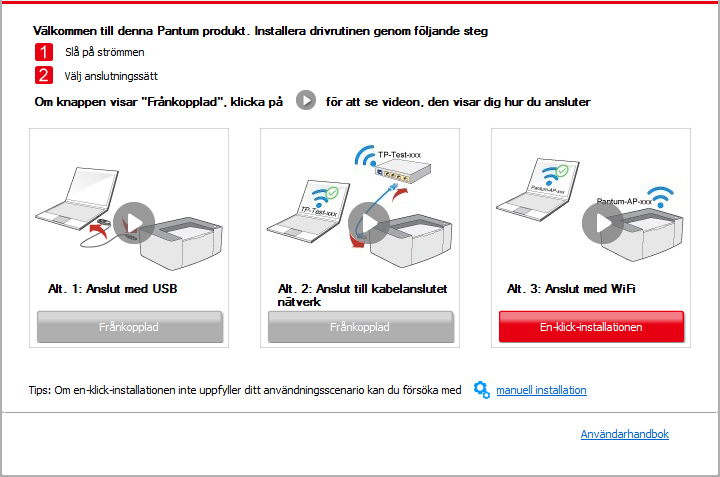 Välkommen till denna Pantum produkt. Installera drivrutinen genom följande steg
1 Slå på strömmen
2 Välj anslutningssätt
Om knappen visar "Frånkopplad", klicka på för att se videon, den visar dig hur du ansluter
TP-Test-xxx
TP-Test-xxx
Pantum-AP-xxx
Pantum-AP-xxx
Alt. 1: Anslut med USB
Frånkopplad
Alt. 2: Anslut till kabelanslutet
nätverk
Frånkopplad
Alt. 3: Anslut med WiFi
En-klick-installationen
Tips: Om en-klick-installationen inte uppfyller ditt användningsscenario kan du försöka med manuell installation
Användarhandbok